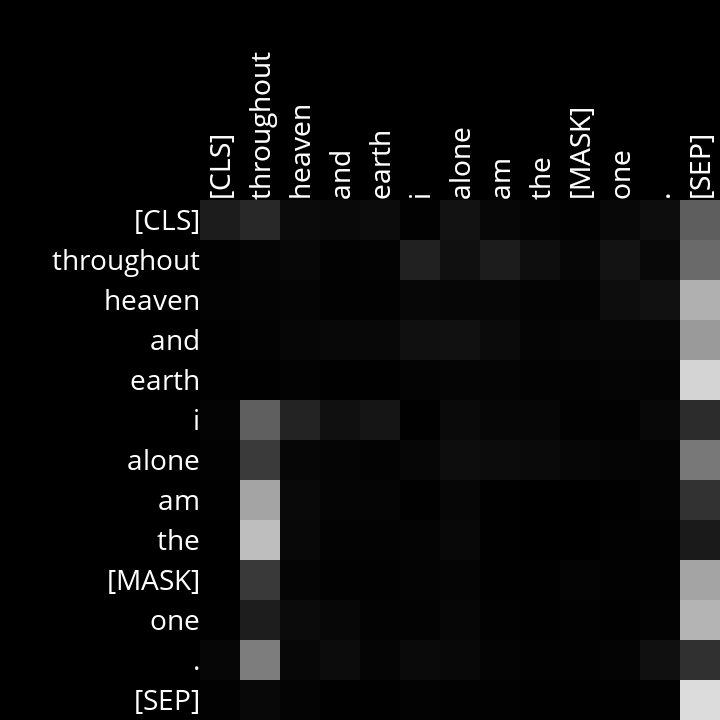 [CLS] throughout heaven and earth i alone am the [MASK] one . [SEP]
[CLS]
throughout
heaven
and
earth
i
alone
am
the
[MASK]
one
.
[SEP]